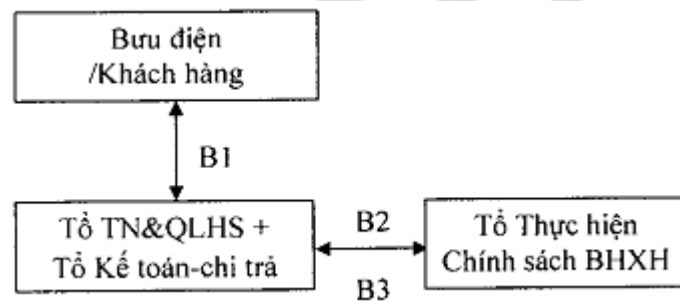 Bưu điện
/Khách hàng
B1
Tổ TN&QLHS +
Tổ Kế toán-chi trả
B2
B3
Tổ Thực hiện
Chính sách BHXH